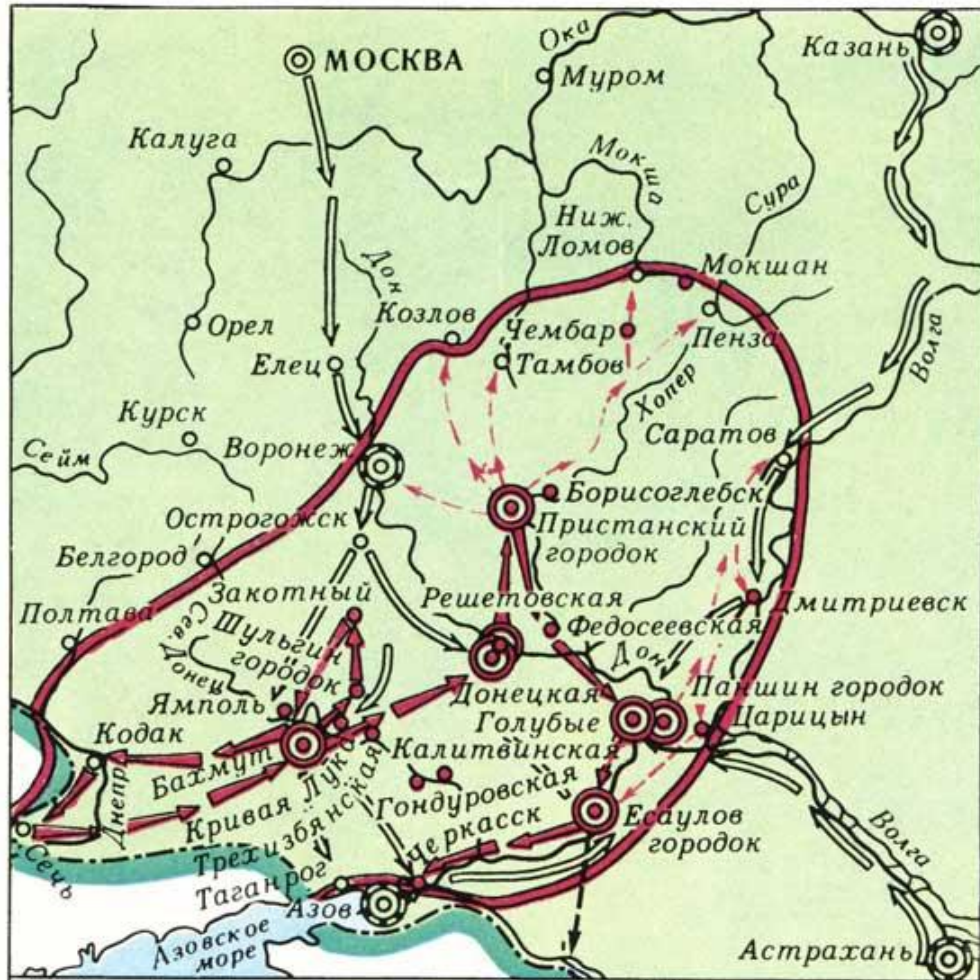 Казань
Ока
МОСКВА
Муром
Калуга
Мокша
Сура
Ниж.
Ломов
Дон
Мокшан
Козлов
Орел
Чембар
Пенза
Волга
Елец
Тамбов
Хопер
Курск
Саратов
Сейм
Воронеж
Борисоглебск
Острогожск
Пристанский
городок
Белгород
Закотный
Решетовская
Дмитриевск
Полтава
Шульгин
городок
Федосеевская
Сев. Донец
Дон
Ямполь
Донецкая
Паншин городок
Голубые
Царицын
Кодак
Бахмут
Калитвинская
Кривая Лука
Днепр
Гондуровская
Трехизбянская
Черкасск
Есаулов
городок
Волга
Сечь
Таганрог
Азов
Азовское
море
Астрахань